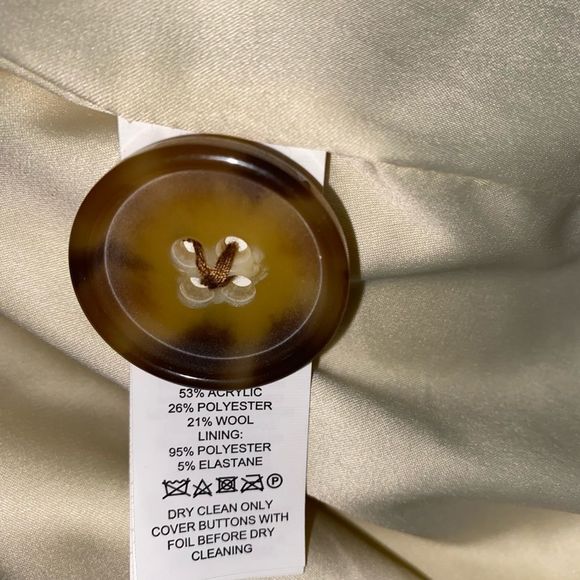 53% ACRYLIC
26% POLYESTER
21% WOOL
LINING:
95% POLYESTER
5% ELASTANE
P
DRY CLEAN ONLY
COVER BUTTONS WITH
FOIL BEFORE DRY
CLEANING